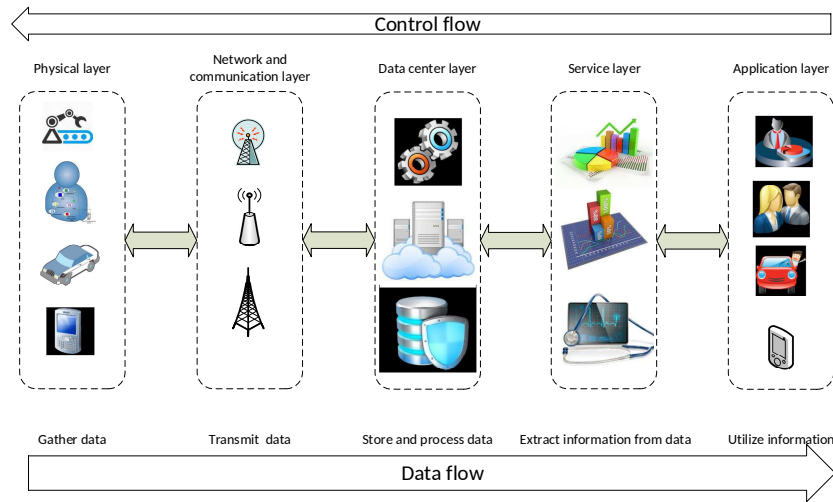 Control flow
Physical layer
Network and
communication layer
Data center layer
Service layer
Application layer
Gather data
Transmit data
Store and process data
Extract information from data
Utilize information
Data flow